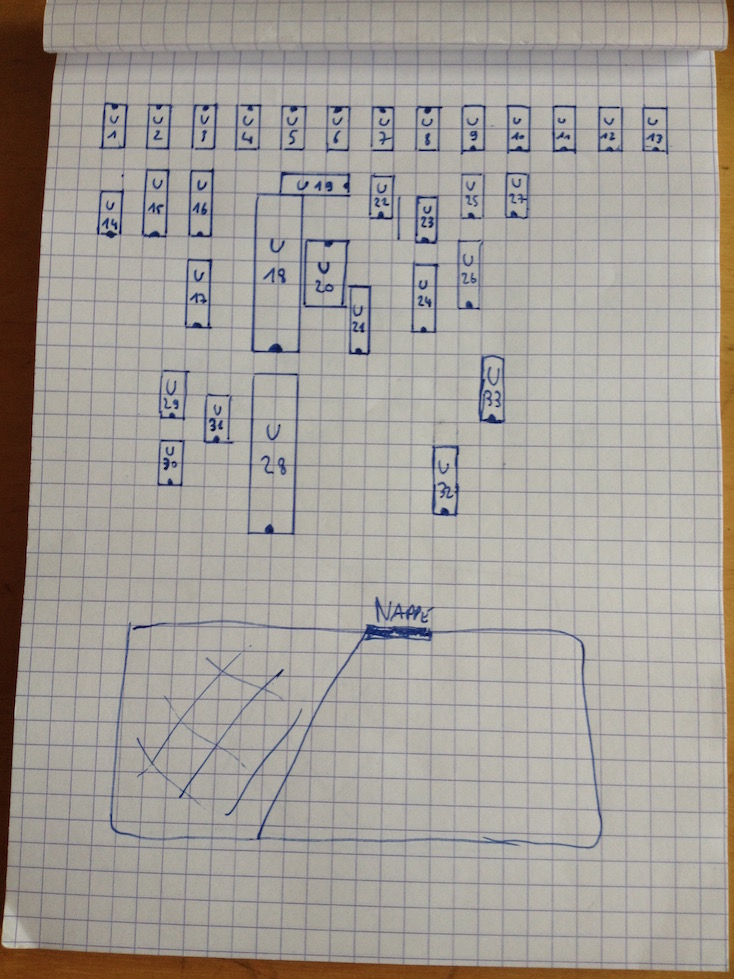 U 1 U 2 U 3 U 4 U 5 U 6 U 7 U 8 U 9 U 10 U 11 U 12 U 13
U 14 U 15 U 16 U 19 U 22 U 23 U 25 U 27
U 17 U 18 U 20 U 21 U 24 U 26
U 29 U 31 U 28 U 33
U 30 U 32
NAPPE